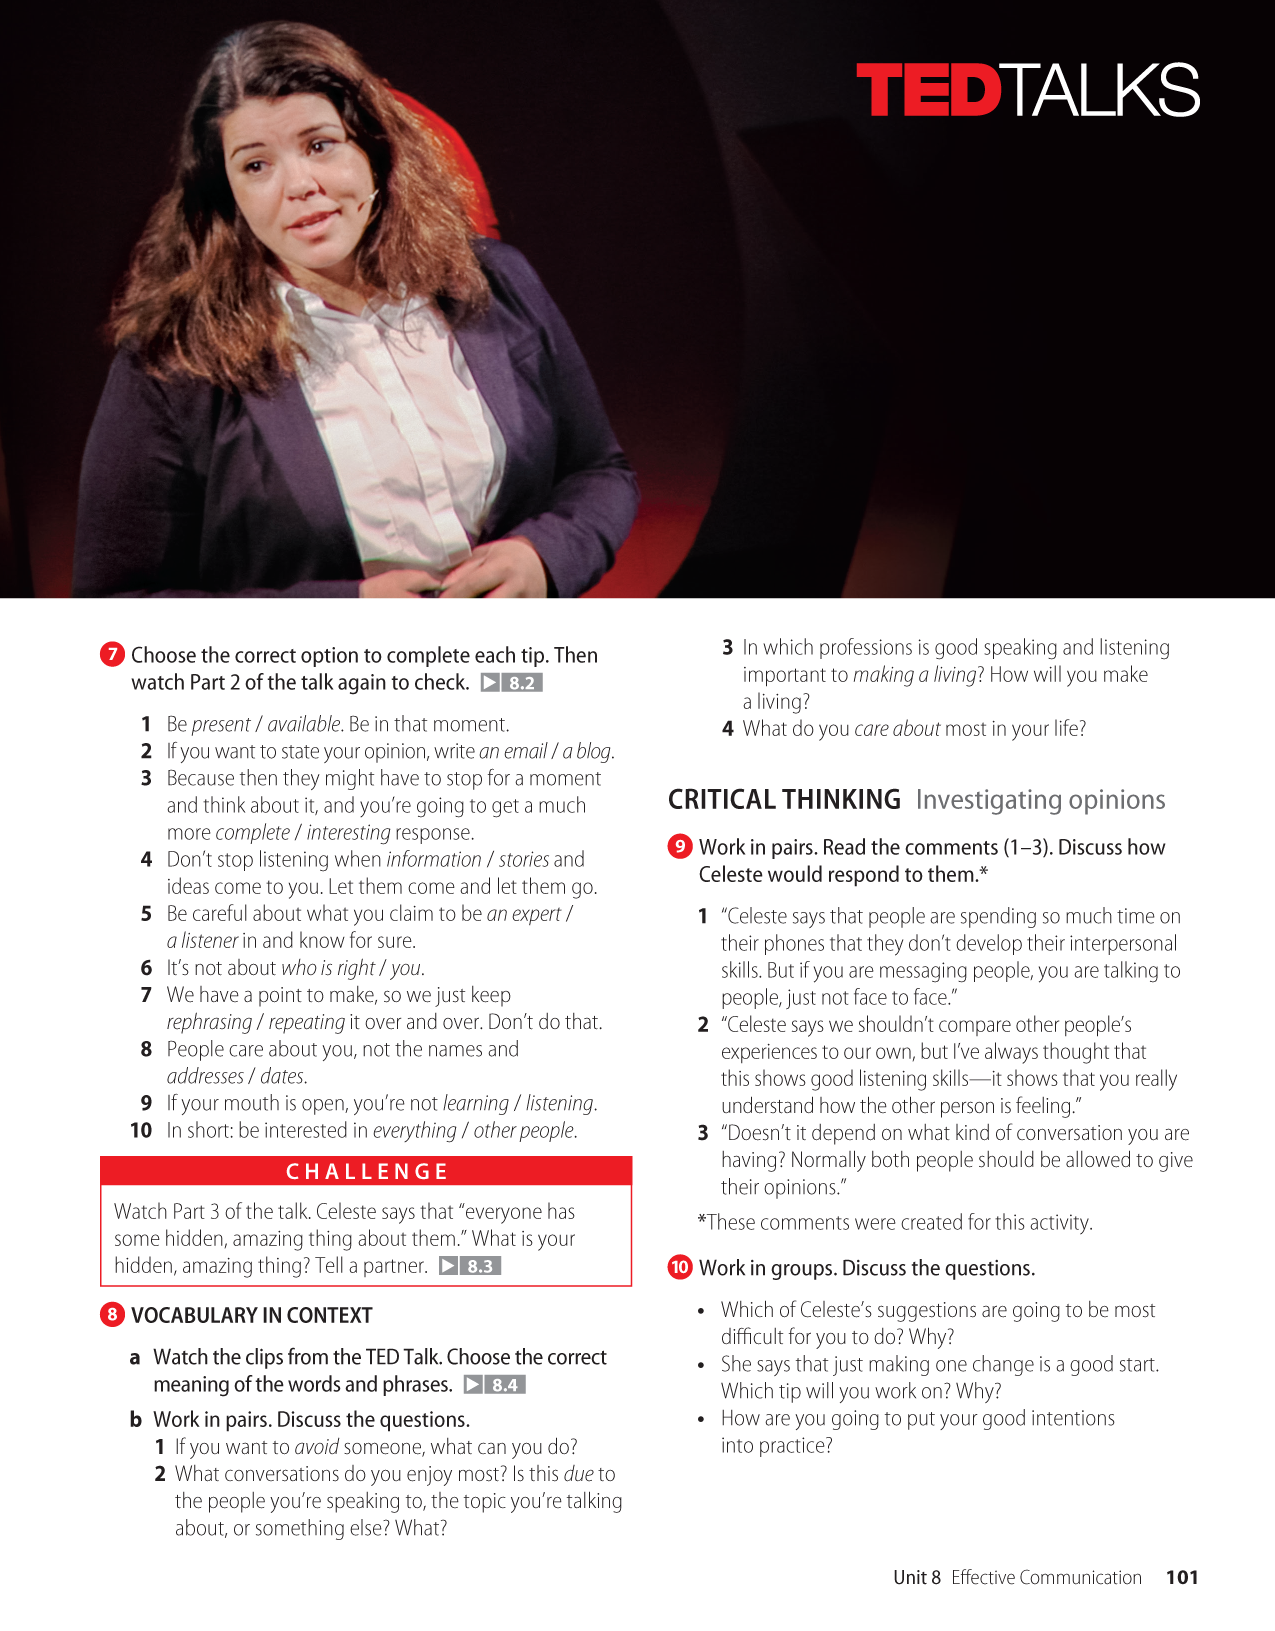 TEDTALKS
7 Choose the correct option to complete each tip. Then
watch Part 2 of the talk again to check. ▶ 8.2
1 Be present / available. Be in that moment.
2 If you want to state your opinion, write an email / a blog.
3 Because then they might have to stop for a moment
and think about it, and you’re going to get a much
more complete / interesting response.
4 Don’t stop listening when information / stories and
ideas come to you. Let them come and let them go.
5 Be careful about what you claim to be an expert /
a listener in and know for sure.
6 It’s not about who is right / you.
7 We have a point to make, so we just keep
rephrasing / repeating it over and over. Don’t do that.
8 People care about you, not the names and
addresses / dates.
9 If your mouth is open, you’re not learning / listening.
10 In short: be interested in everything / other people.
CHALLENGE
Watch Part 3 of the talk. Celeste says that “everyone has
some hidden, amazing thing about them.” What is your
hidden, amazing thing? Tell a partner. ▶ 8.3
8 VOCABULARY IN CONTEXT
a Watch the clips from the TED Talk. Choose the correct
meaning of the words and phrases. ▶ 8.4
b Work in pairs. Discuss the questions.
1 If you want to avoid someone, what can you do?
2 What conversations do you enjoy most? Is this due to
the people you’re speaking to, the topic you’re talking
about, or something else? What?
3 In which professions is good speaking and listening
important to making a living? How will you make
a living?
4 What do you care about most in your life?
CRITICAL THINKING Investigating opinions
9 Work in pairs. Read the comments (1–3). Discuss how
Celeste would respond to them.*
1 “Celeste says that people are spending so much time on
their phones that they don’t develop their interpersonal
skills. But if you are messaging people, you are talking to
people, just not face to face.”
2 “Celeste says we shouldn’t compare other people’s
experiences to our own, but I’ve always thought that
this shows good listening skills—it shows that you really
understand how the other person is feeling.”
3 “Doesn’t it depend on what kind of conversation you are
having? Normally both people should be allowed to give
their opinions.”
*These comments were created for this activity.
10 Work in groups. Discuss the questions.
• Which of Celeste’s suggestions are going to be most
difficult for you to do? Why?
• She says that just making one change is a good start.
Which tip will you work on? Why?
• How are you going to put your good intentions
into practice?
Unit 8 Effective Communication 101